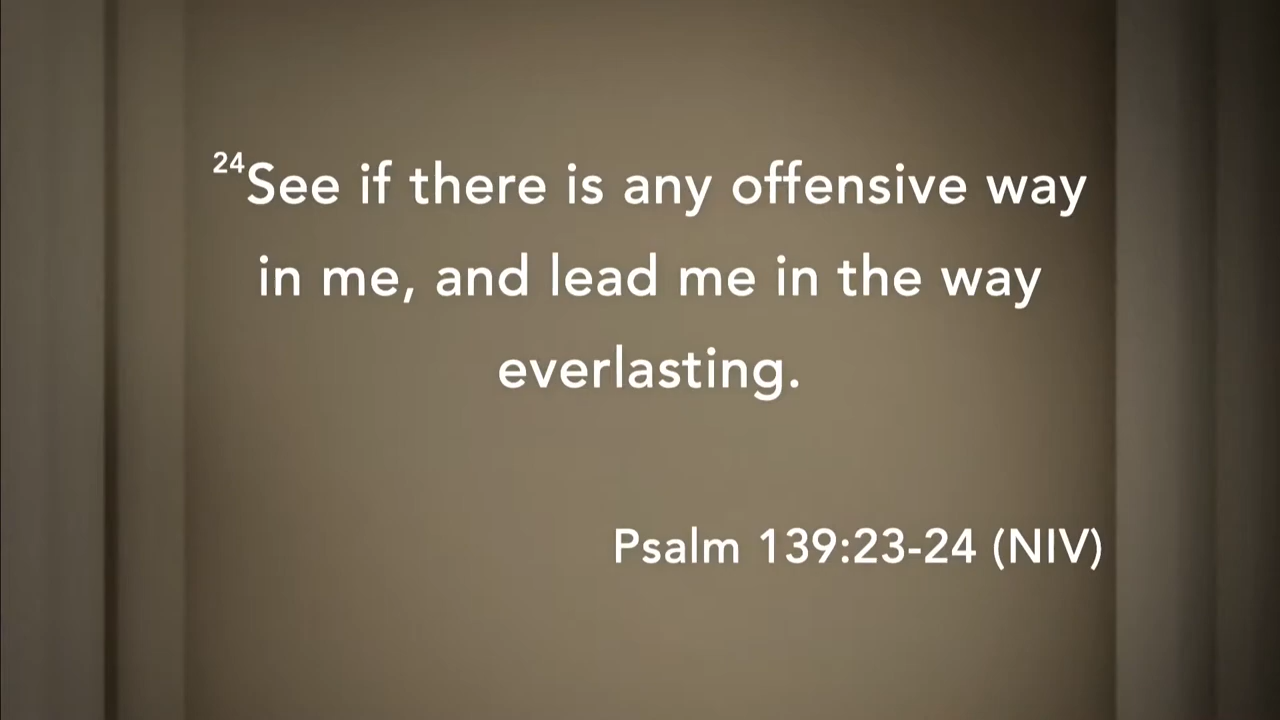 24See if there is any offensive way
in me, and lead me in the way
everlasting.
Psalm 139:23-24 (NIV)